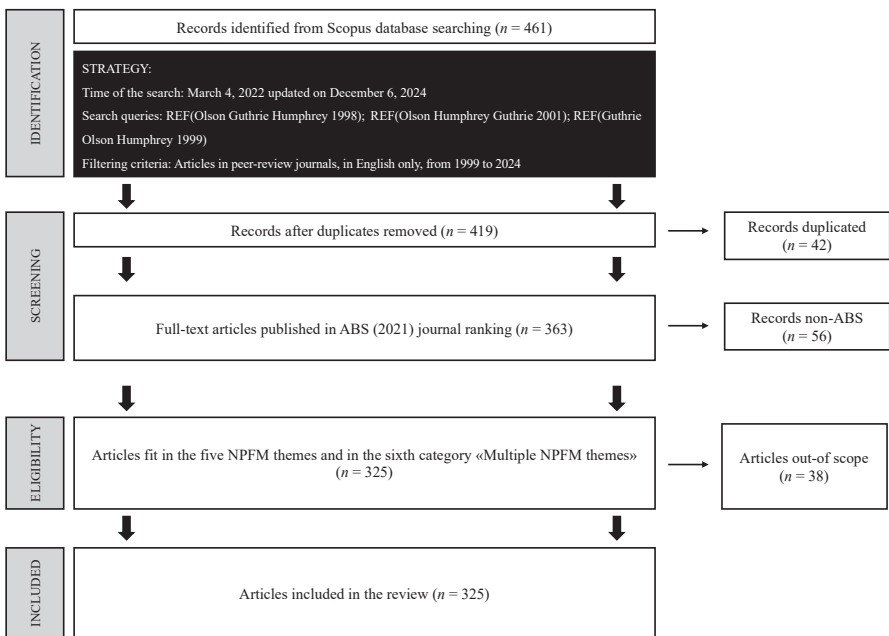 IDENTIFICATION
Records identified from Scopus database searching (n = 461)
STRATEGY:
Time of the search: March 4, 2022 updated on December 6, 2024
Search queries: REF(Olson Guthrie Humphrey 1998); REF(Olson Humphrey Guthrie 2001); REF(Guthrie
Olson Humphrey 1999)
Filtering criteria: Articles in peer-review journals, in English only, from 1999 to 2024
SCREENING
Records after duplicates removed (n = 419)
Records duplicated
(n = 42)
Full-text articles published in ABS (2021) journal ranking (n = 363)
Records non-ABS
(n = 56)
ELIGIBILITY
Articles fit in the five NPFM themes and in the sixth category «Multiple NPFM themes»
(n = 325)
Articles out-of scope
(n = 38)
INCLUDED
Articles included in the review (n = 325)